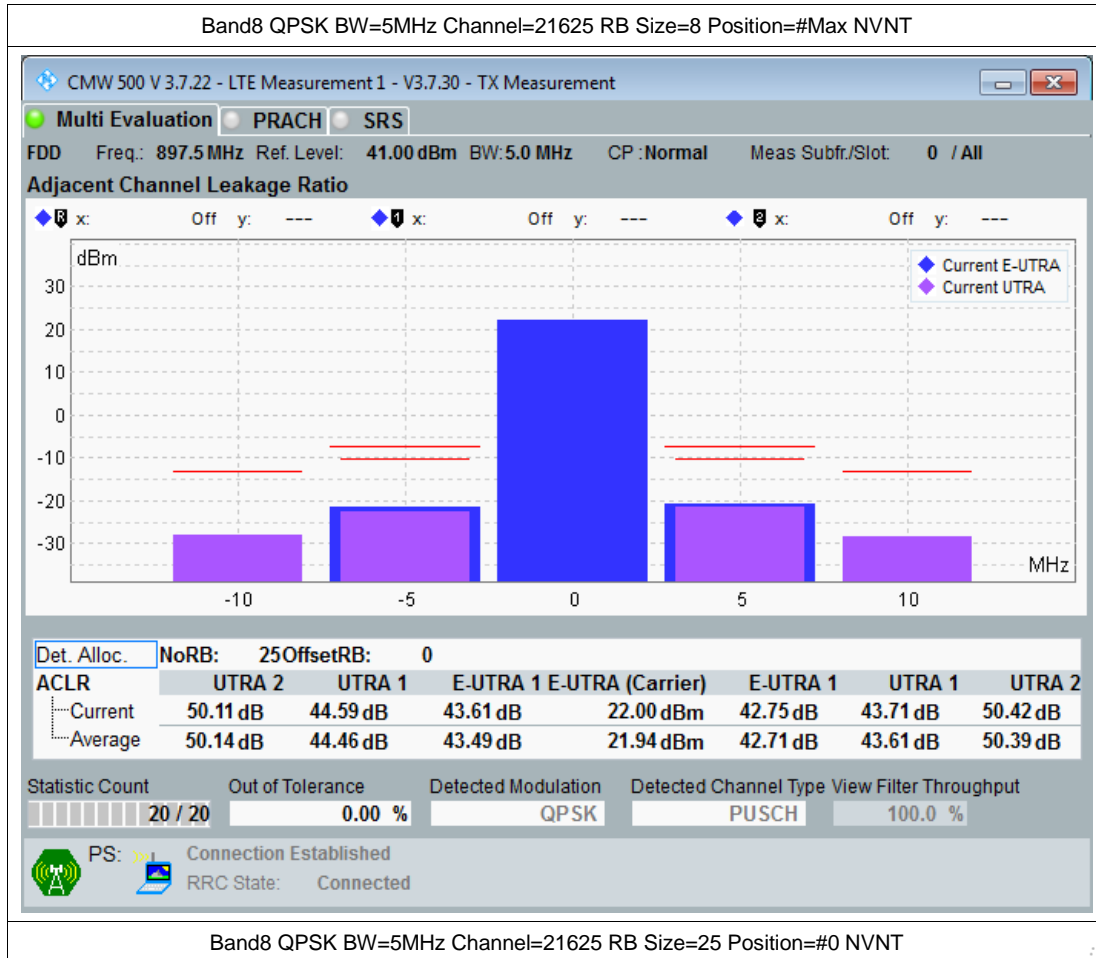 Band8 QPSK BW=5MHz Channel=21625 RB Size=8 Position=#Max NVNT
CMW 500 V 3.7.22 - LTE Measurement 1 - V3.7.30 - TX Measurement
Multi Evaluation PRACH SRS
FDD Freq.: 897.5 MHz Ref. Level: 41.00 dBm BW: 5.0 MHz CP : Normal Meas Subfr./Slot: 0 / All
Adjacent Channel Leakage Ratio
R x: Off y: --- 1 x: Off y: --- 2 x: Off y: ---
dBm
Current E-UTRA
Current UTRA
30
20
10
0
-10
-20
-30
MHz
-10 -5 0 5 10
Det. Alloc. NoRB: 25 OffsetRB: 0
ACLR UTRA 2 UTRA 1 E-UTRA 1 E-UTRA (Carrier) E-UTRA 1 UTRA 1 UTRA 2
Current 50.11 dB 44.59 dB 43.61 dB 22.00 dBm 42.75 dB 43.71 dB 50.42 dB
Average 50.14 dB 44.46 dB 43.49 dB 21.94 dBm 42.71 dB 43.61 dB 50.39 dB
Statistic Count Out of Tolerance Detected Modulation Detected Channel Type View Filter Throughput
20 / 20 0.00 % QPSK PUSCH 100.0 %
PS: Connection Established
RRC State: Connected
Band8 QPSK BW=5MHz Channel=21625 RB Size=25 Position=#0 NVNT